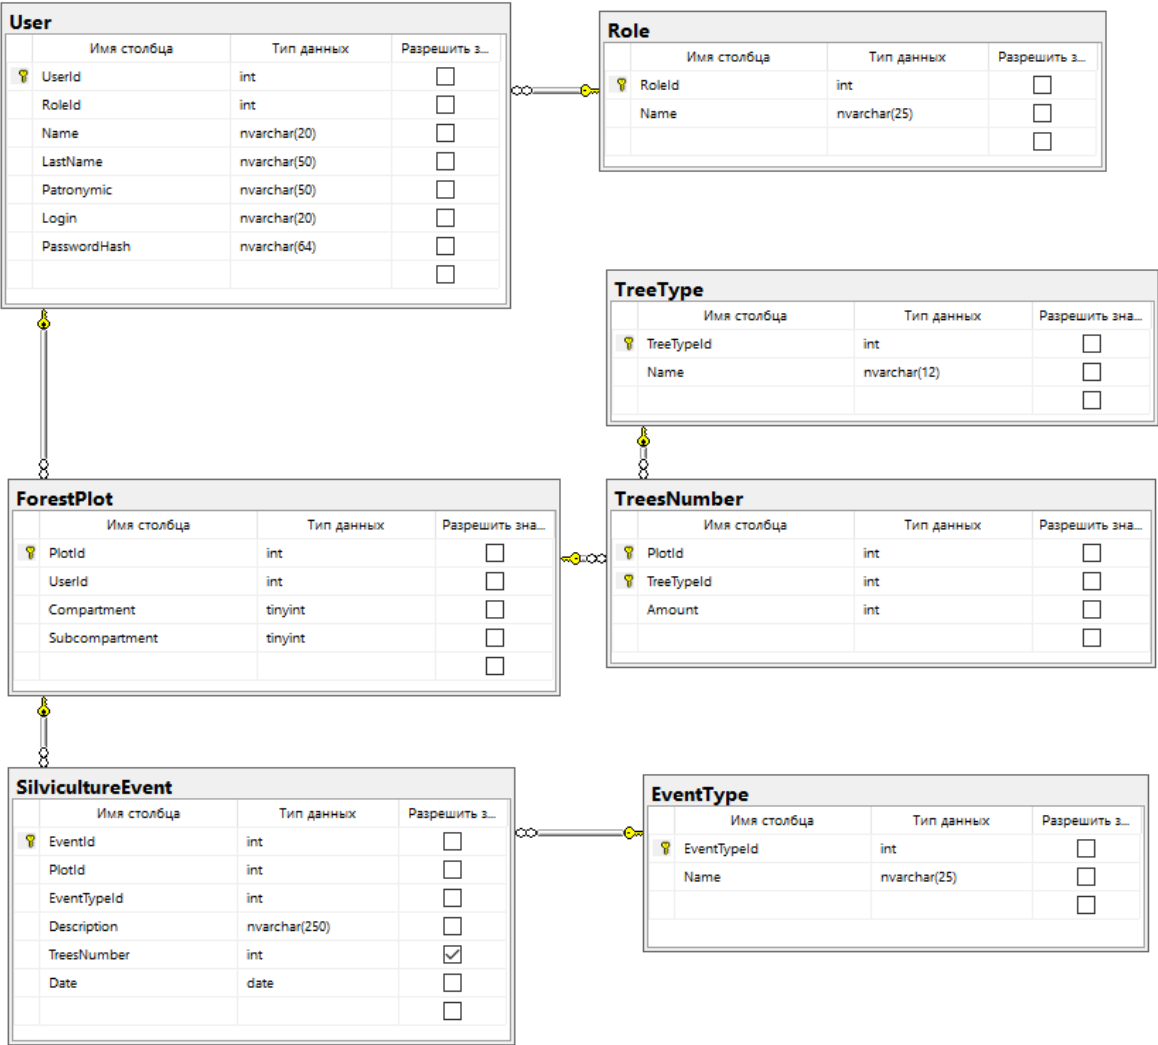 User
Имя столбца Тип данных Разрешить з...
UserId int
RoleId int
Name nvarchar(20)
LastName nvarchar(50)
Patronymic nvarchar(50)
Login nvarchar(20)
PasswordHash nvarchar(64)
Role
Имя столбца Тип данных Разрешить з...
RoleId int
Name nvarchar(25)
TreeType
Имя столбца Тип данных Разрешить зна...
TreeTypeId int
Name nvarchar(12)
ForestPlot
Имя столбца Тип данных Разрешить зна...
PlotId int
UserId int
Compartment tinyint
Subcompartment tinyint
TreesNumber
Имя столбца Тип данных Разрешить зна...
PlotId int
TreeTypeId int
Amount int
SilvicultureEvent
Имя столбца Тип данных Разрешить з...
EventId int
PlotId int
EventTypeId int
Description nvarchar(250)
TreesNumber int
Date date
EventType
Имя столбца Тип данных Разрешить з...
EventTypeId int
Name nvarchar(25)